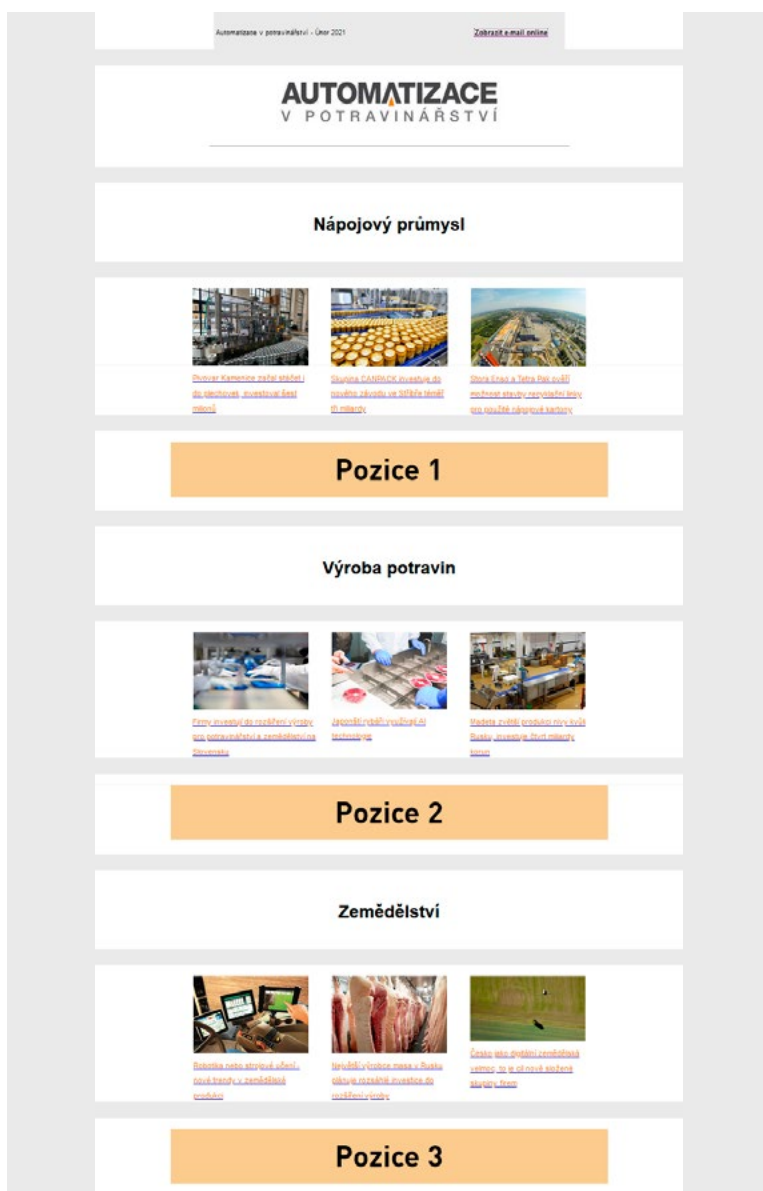 Automatizace v potravinářství - Únor 2021
Zobrazit e-mail online
AUTOMATIZACE
V POTRAVINÁŘSTVÍ
Nápojový průmysl
Pivovar Kamenice začal stáčet i
do plechovek, investoval šest
milionů
Skupina CANPACK investuje do
nového závodu ve Stříbře téměř
tři miliardy
Stora Enso a Tetra Pak ověří
možnost stavby recyklační linky
pro použité nápojové kartony
Pozice 1
Výroba potravin
Firmy investují do rozšíření výroby
pro potravinářství a zemědělství na
Slovensku
Japonští rybáři využívají AI
technologie
Madeta zvětší produkci nivy kvůli
Rusku, investuje čtvrt miliardy
korun
Pozice 2
Zemědělství
Robotika nebo strojové učení -
nové trendy v zemědělské
produkci
Největší výrobce masa v Rusku
plánuje rozsáhlé investice do
rozšíření výroby
Česko jako digitální zemědělská
velmoc, to je cíl nově složené
skupiny firem
Pozice 3